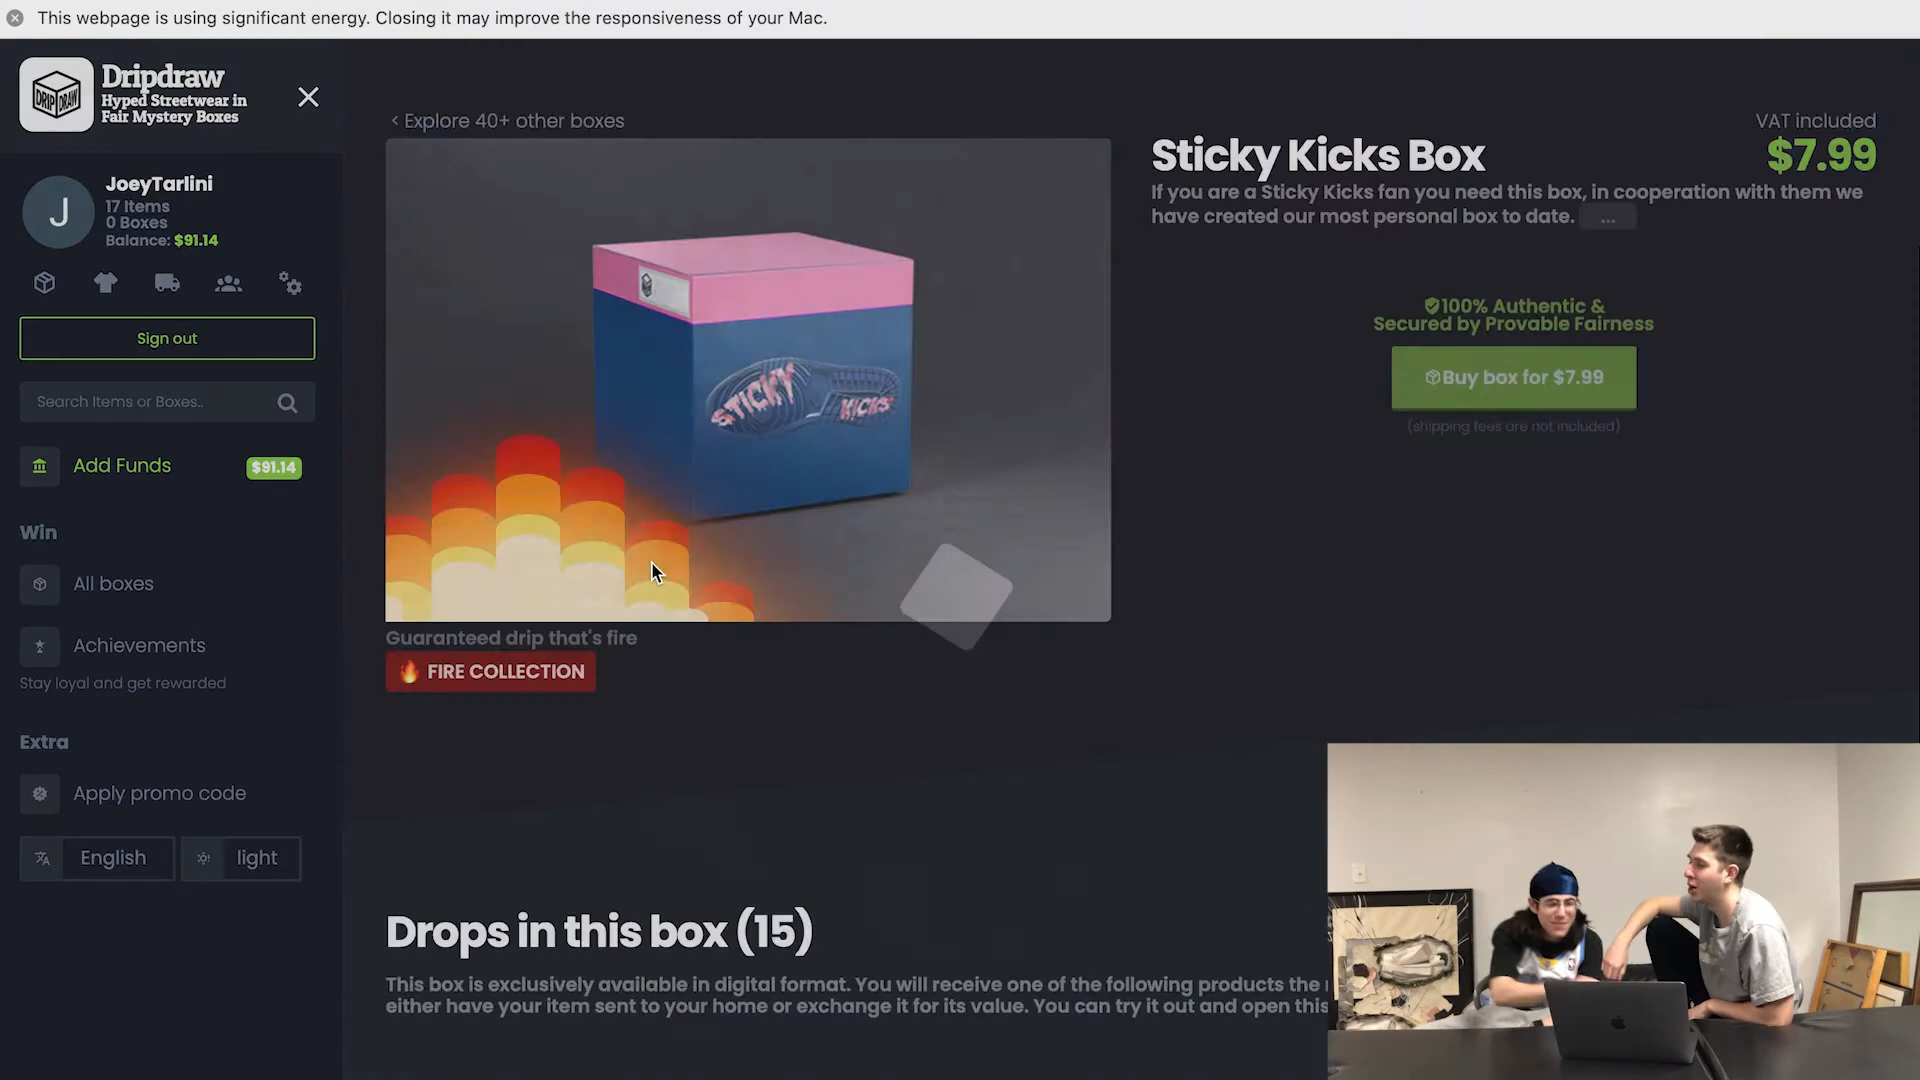 This webpage is using significant energy. Closing it may improve the responsiveness of your Mac.
DRIP DRAW
Dripdraw
Hyped Streetwear in
Fair Mystery Boxes
J
JoeyTarlini
17 Items
0 Boxes
Balance: $91.14
Sign out
Search Items or Boxes..
Add Funds
$91.14
Win
All boxes
Achievements
Stay loyal and get rewarded
Extra
Apply promo code
English
light
< Explore 40+ other boxes
STICKY
KICKS
Guaranteed drip that's fire
FIRE COLLECTION
Sticky Kicks Box
VAT included
$7.99
If you are a Sticky Kicks fan you need this box, in cooperation with them we
have created our most personal box to date. ...
100% Authentic &
Secured by Provable Fairness
Buy box for $7.99
(shipping fees are not included)
Drops in this box (15)
This box is exclusively available in digital format. You will receive one of the following products the
either have your item sent to your home or exchange it for its value. You can try it out and open this